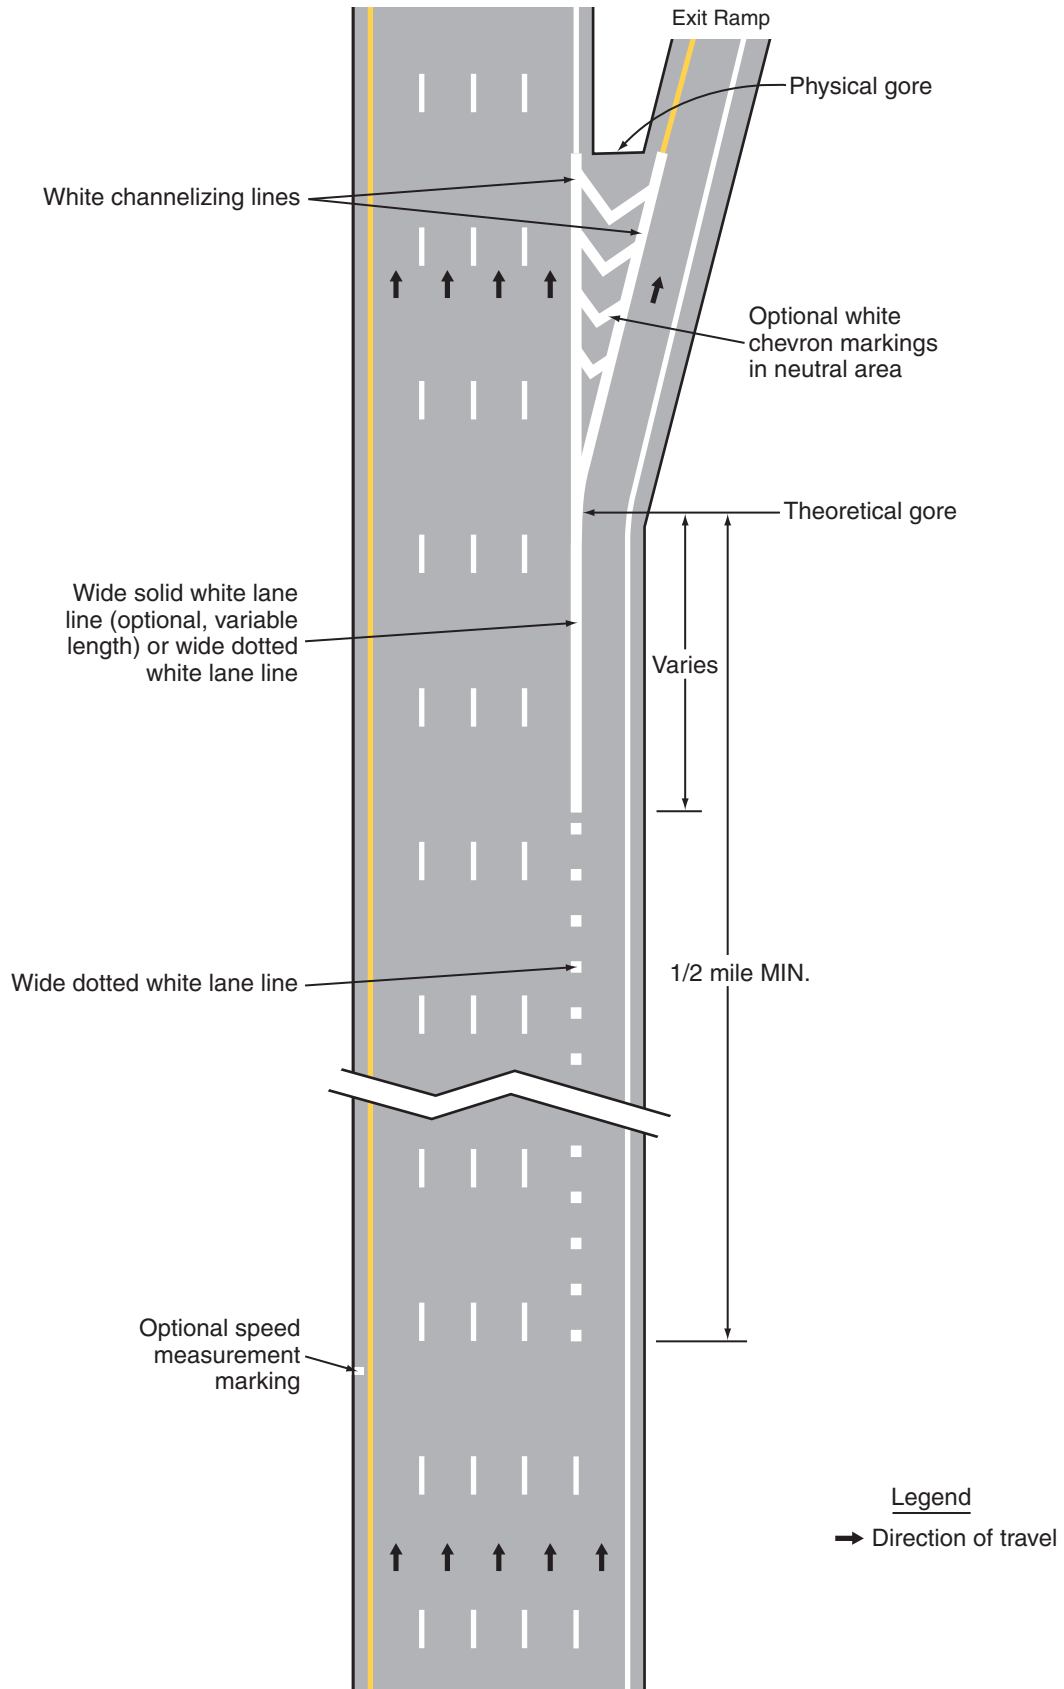 Exit Ramp
Physical gore
White channelizing lines
Optional white
chevron markings
in neutral area
Theoretical gore
Wide solid white lane
line (optional, variable
length) or wide dotted
white lane line
Varies
Wide dotted white lane line
1/2 mile MIN.
Optional speed
measurement
marking
Legend
Direction of travel